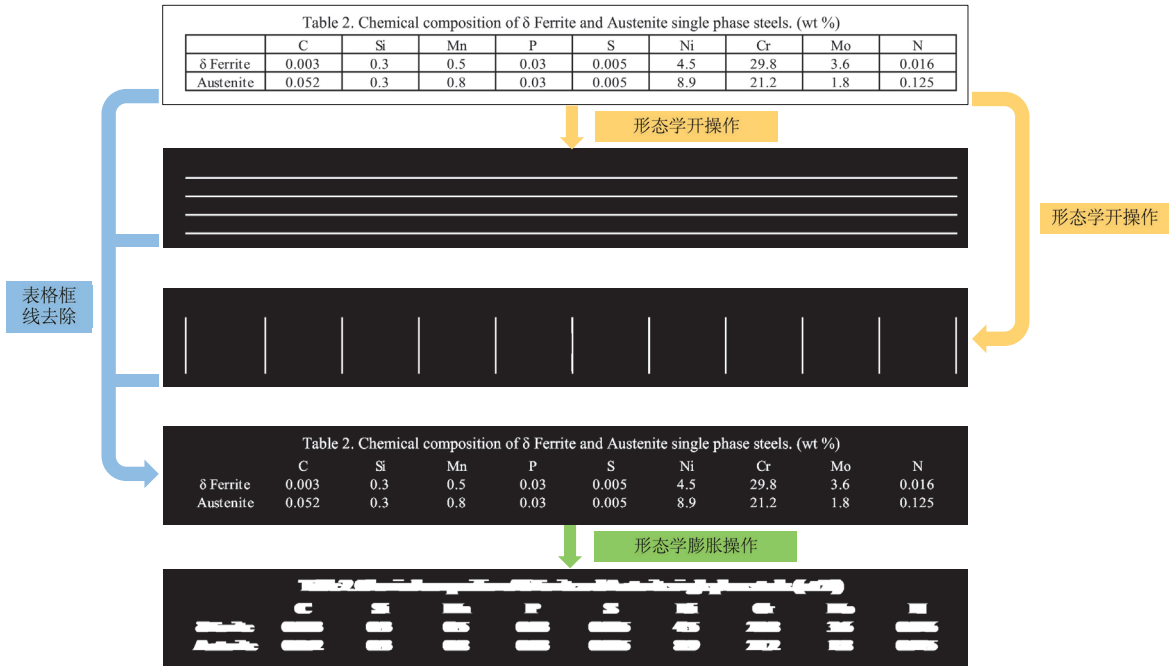 Table 2. Chemical composition of δ Ferrite and Austenite single phase steels. (wt %)
C Si Mn P S Ni Cr Mo N
δ Ferrite 0.003 0.3 0.5 0.03 0.005 4.5 29.8 3.6 0.016
Austenite 0.052 0.3 0.8 0.03 0.005 8.9 21.2 1.8 0.125
形态学开操作
形态学开操作
表格框
线去除
Table 2. Chemical composition of δ Ferrite and Austenite single phase steels. (wt %)
C Si Mn P S Ni Cr Mo N
δ Ferrite 0.003 0.3 0.5 0.03 0.005 4.5 29.8 3.6 0.016
Austenite 0.052 0.3 0.8 0.03 0.005 8.9 21.2 1.8 0.125
形态学膨胀操作
C P S